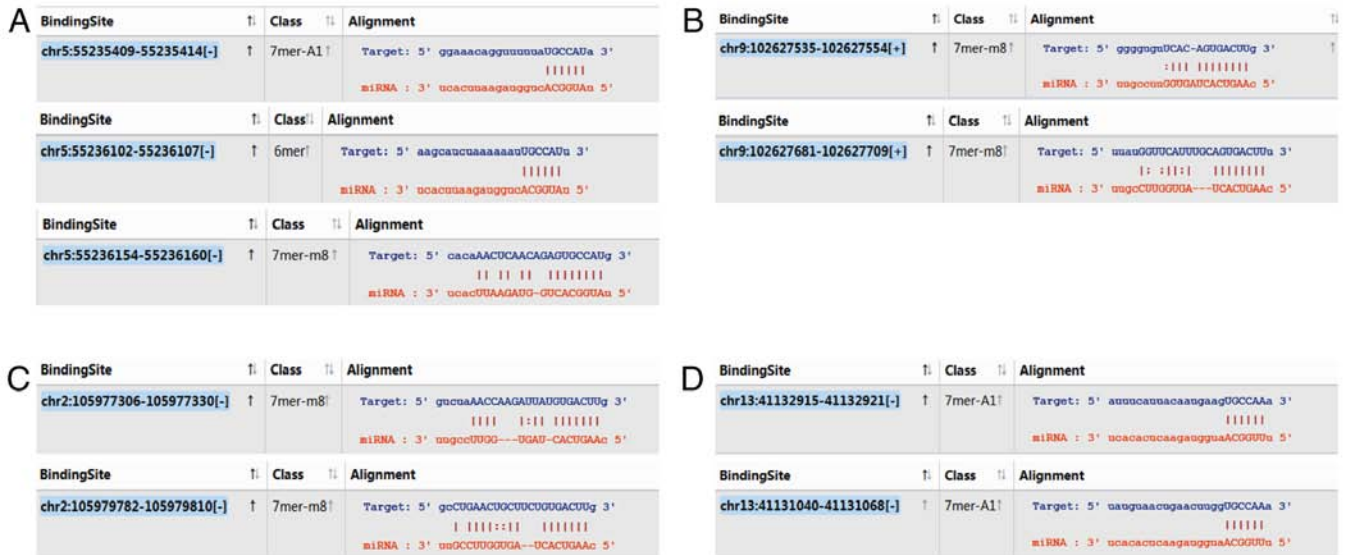 A
BindingSite Class Alignment
chr5:55235409-55235414[-] ↑ 7mer-A1 Target: 5' ggaaacagguuuuuaUGCCAUa 3'
||||||
miRNA : 3' ucacuuaagauggucACGGUAu 5'
BindingSite Class Alignment
chr5:55236102-55236107[-] ↑ 6mer Target: 5' aagcaucuaaaaaauUGCCAUu 3'
||||||
miRNA : 3' ucacuuaagauggucACGGUAu 5'
BindingSite Class Alignment
chr5:55236154-55236160[-] ↑ 7mer-m8 Target: 5' cacaAACUCAACAGAGUGCCAUg 3'
|| || || ||||||||
miRNA : 3' ucacUUAAGAUG-GUCACGGUAu 5'
B
BindingSite Class Alignment
chr9:102627535-102627554[+] ↑ 7mer-m8 Target: 5' gggguguUCAC-AGUGACUUg 3'
:||| ||||||||
miRNA : 3' uugccuuGGUGAUCACUGAAc 5'
BindingSite Class Alignment
chr9:102627681-102627709[+] ↑ 7mer-m8 Target: 5' uuauGGUUCAUUUGCAGUGACUUu 3'
|: :||:| ||||||||
miRNA : 3' uugcCUUGGUGA---UCACUGAAc 5'
C
BindingSite Class Alignment
chr2:105977306-105977330[-] ↑ 7mer-m8 Target: 5' gucuaAACCAAGAUUAUGUGACUUg 3'
|||| |:|| |||||||
miRNA : 3' uugccUUGG---UGAU-CACUGAAc 5'
BindingSite Class Alignment
chr2:105979782-105979810[-] ↑ 7mer-m8 Target: 5' gcCUGAACUGCUUCUGUGACUUg 3'
| ||||::|| |||||||
miRNA : 3' uuGCCUUGGUGA--UCACUGAAc 5'
D
BindingSite Class Alignment
chr13:41132915-41132921[-] ↑ 7mer-A1 Target: 5' auuucauuacaaugaagUGCCAAa 3'
||||||
miRNA : 3' ucacacucaagaugguaACGGUUu 5'
BindingSite Class Alignment
chr13:41131040-41131068[-] ↑ 7mer-A1 Target: 5' uauguaacugaacuuggUGCCAAa 3'
||||||
miRNA : 3' ucacacucaagaugguaACGGUUu 5'